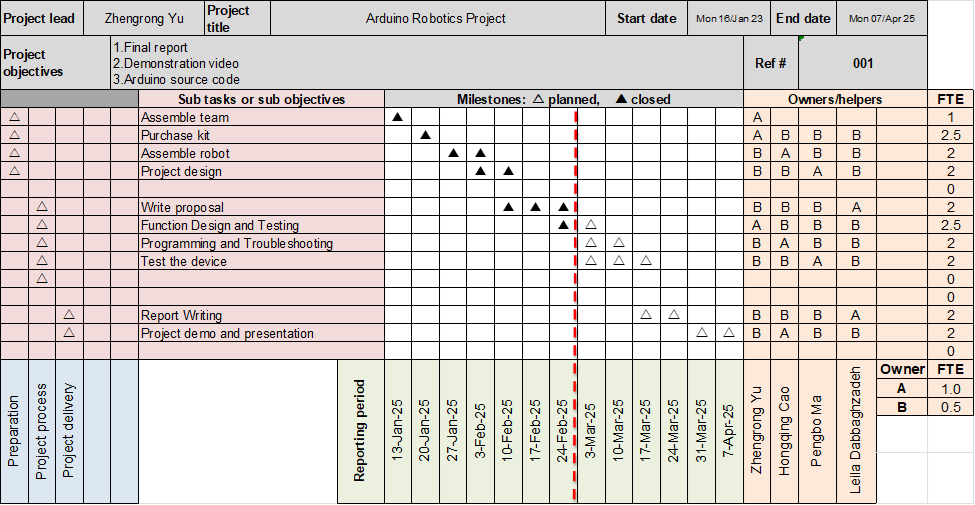 Project lead Zhengrong Yu Project title Arduino Robotics Project Start date Mon 16/Jan 23 End date Mon 07/Apr 25
Project objectives
1.Final report
2.Demonstration video
3.Arduino source code
Ref # 001
Sub tasks or sub objectives Milestones: △ planned, ▲ closed Owners/helpers FTE
△ Assemble team ▲ A 1
△ Purchase kit ▲ A B B B 2.5
△ Assemble robot ▲ ▲ B A B B 2
△ Project design ▲ ▲ B B A B 2
0
△ Write proposal ▲ ▲ ▲ B B B A 2
△ Function Design and Testing ▲ △ A B B B 2.5
△ Programming and Troubleshooting △ △ B A B B 2
△ Test the device △ △ △ B B A B 2
△ 0
0
△ Report Writing △ △ B B B A 2
△ Project demo and presentation △ △ B A B B 2
0
Preparation
Project process
Project delivery
Reporting period
13-Jan-25
20-Jan-25
27-Jan-25
3-Feb-25
10-Feb-25
17-Feb-25
24-Feb-25
3-Mar-25
10-Mar-25
17-Mar-25
24-Mar-25
31-Mar-25
7-Apr-25
Zhengrong Yu
Hongqing Cao
Pengbo Ma
Leila Dabbaghzadeh
Owner FTE
A 1.0
B 0.5